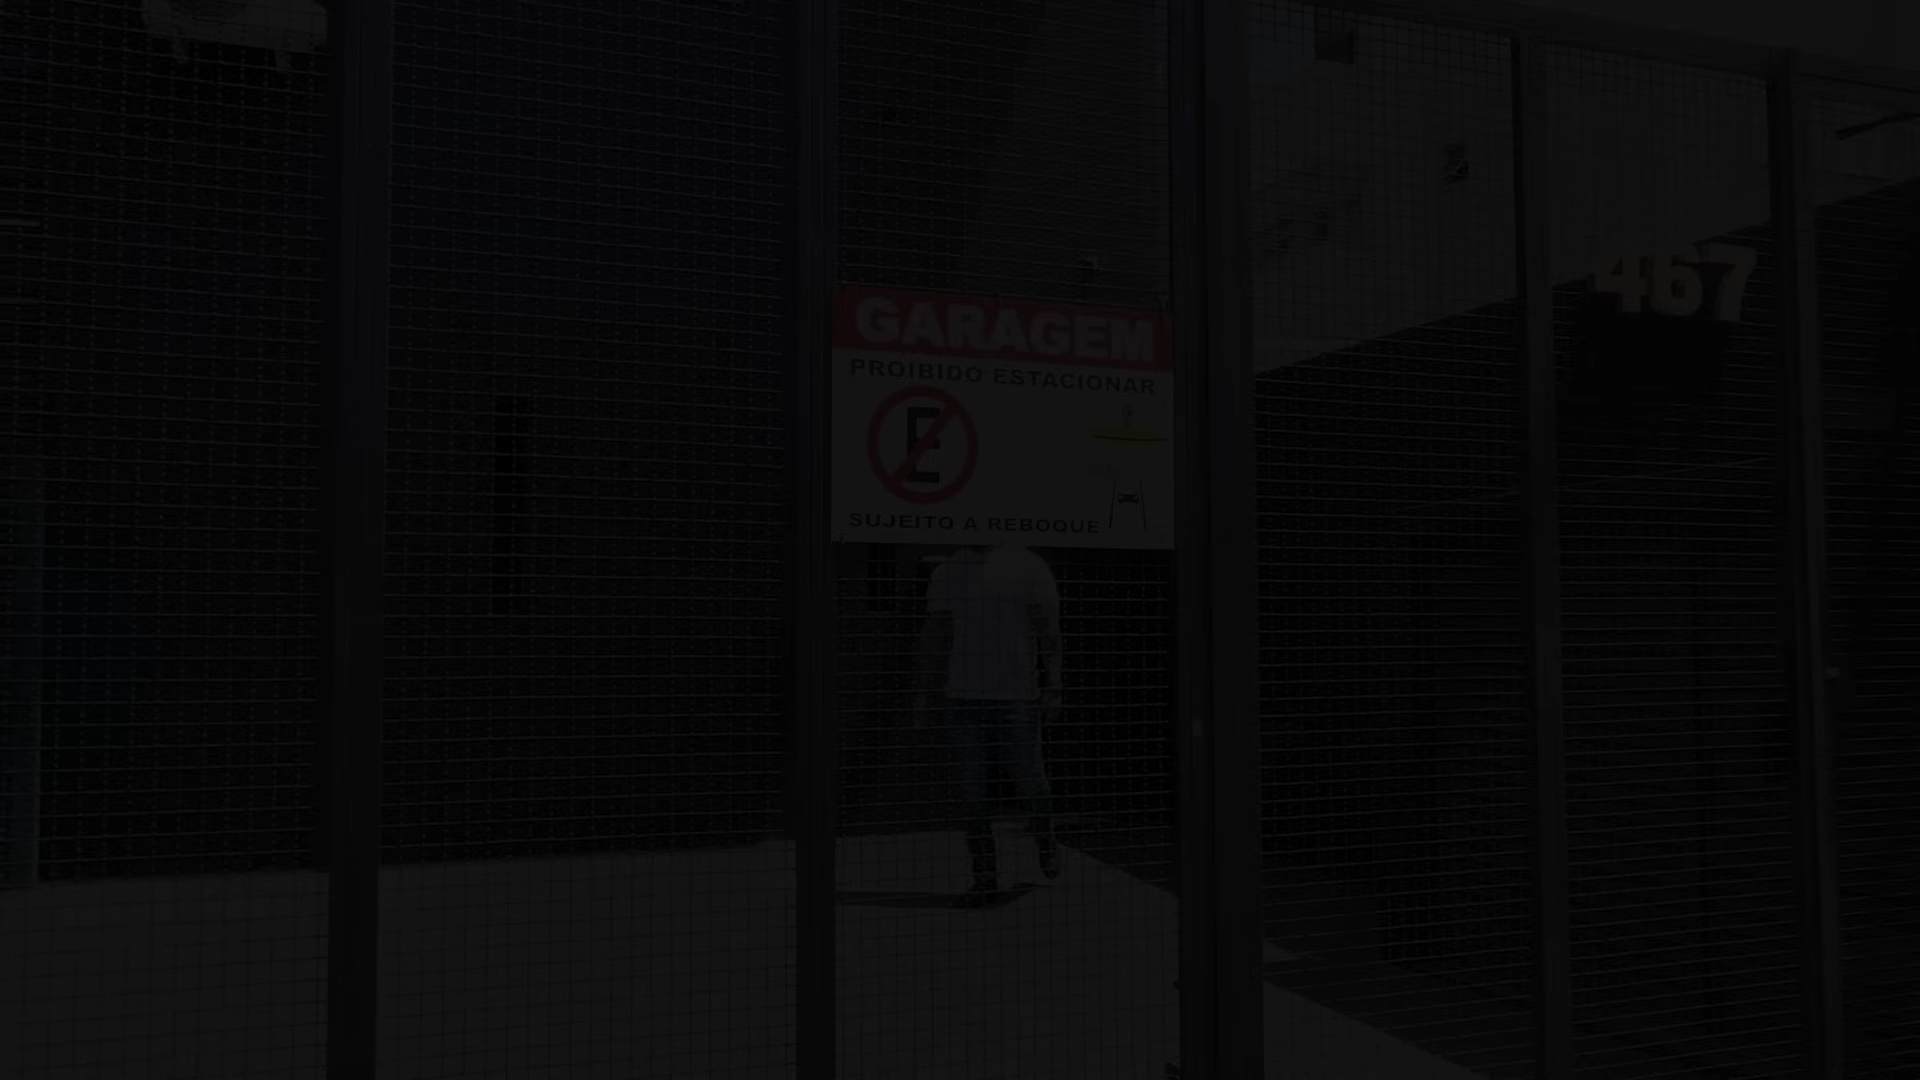 GARAGEM
PROIBIDO ESTACIONAR
E
SUJEITO A REBOQUE
467